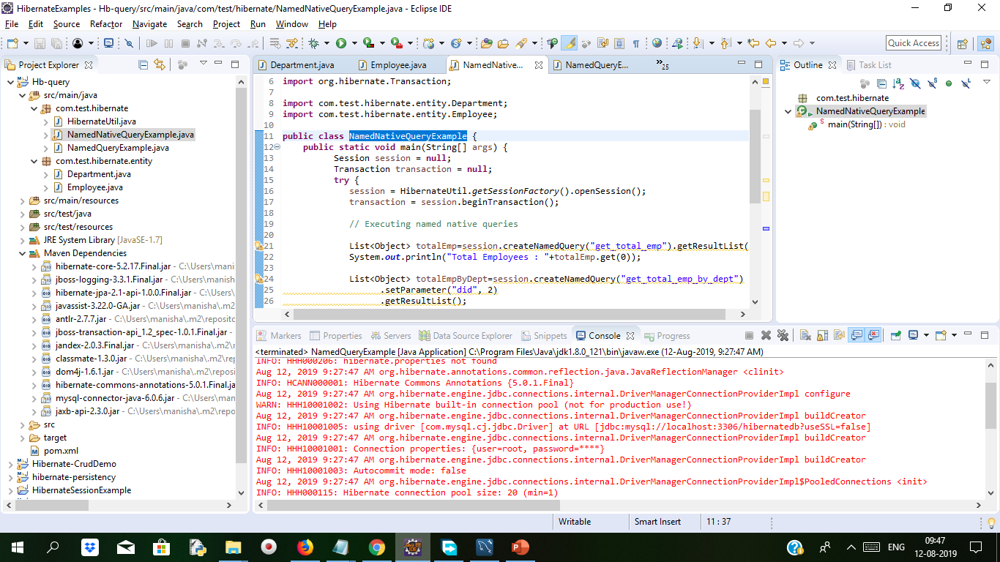 HibernateExamples - Hb-query/src/main/java/com/test/hibernate/NamedNativeQueryExample.java - Eclipse IDE
File Edit Source Refactor Navigate Search Project Run Window Help
Quick Access
Project Explorer
Hb-query
src/main/java
com.test.hibernate
HibernateUtil.java
NamedNativeQueryExample.java
NamedQueryExample.java
com.test.hibernate.entity
Department.java
Employee.java
src/main/resources
src/test/java
src/test/resources
JRE System Library [JavaSE-1.7]
Maven Dependencies
hibernate-core-5.2.17.Final.jar - C:\Users\manis
jboss-logging-3.3.1.Final.jar - C:\Users\manisha\
hibernate-jpa-2.1-api-1.0.0.Final.jar - C:\Users\
javassist-3.22.0-GA.jar - C:\Users\manisha\.m2\
antlr-2.7.7.jar - C:\Users\manisha\.m2\reposito
jboss-transaction-api_1.2_spec-1.0.1.Final.jar -
jandex-2.0.3.Final.jar - C:\Users\manisha\.m2\r
classmate-1.3.0.jar - C:\Users\manisha\.m2\rep
dom4j-1.6.1.jar - C:\Users\manisha\.m2\reposi
hibernate-commons-annotations-5.0.1.Final.ja
mysql-connector-java-6.0.6.jar - C:\Users\mani
jaxb-api-2.3.0.jar - C:\Users\manisha\.m2\repo
src
target
pom.xml
Hibernate-CrudDemo
hibernate-persistency
HibernateSessionExample
Department.java Employee.java NamedNative... NamedQueryE... »25
6 import org.hibernate.Transaction;
7
8 import com.test.hibernate.entity.Department;
9 import com.test.hibernate.entity.Employee;
10
11 public class NamedNativeQueryExample {
12 public static void main(String[] args) {
13 Session session = null;
14 Transaction transaction = null;
15 try {
16 session = HibernateUtil.getSessionFactory().openSession();
17 transaction = session.beginTransaction();
18
19 // Executing named native queries
20
21 List<Object> totalEmp=session.createNamedQuery("get_total_emp").getResultList(
22 System.out.println("Total Employees : "+totalEmp.get(0));
23
24 List<Object> totalEmpByDept=session.createNamedQuery("get_total_emp_by_dept")
25 .setParameter("did", 2)
26 .getResultList();
Outline Task List
com.test.hibernate
NamedNativeQueryExample
main(String[]) : void
Markers Properties Servers Data Source Explorer Snippets Console Progress
<terminated> NamedQueryExample [Java Application] C:\Program Files\Java\jdk1.8.0_121\bin\javaw.exe (12-Aug-2019, 9:27:47 AM)
INFO: HHH000206: hibernate.properties not found
Aug 12, 2019 9:27:47 AM org.hibernate.annotations.common.reflection.java.JavaReflectionManager <clinit>
INFO: HCANN000001: Hibernate Commons Annotations {5.0.1.Final}
Aug 12, 2019 9:27:47 AM org.hibernate.engine.jdbc.connections.internal.DriverManagerConnectionProviderImpl configure
WARN: HHH10001002: Using Hibernate built-in connection pool (not for production use!)
Aug 12, 2019 9:27:47 AM org.hibernate.engine.jdbc.connections.internal.DriverManagerConnectionProviderImpl buildCreator
INFO: HHH10001005: using driver [com.mysql.cj.jdbc.Driver] at URL [jdbc:mysql://localhost:3306/hibernatedb?useSSL=false]
Aug 12, 2019 9:27:47 AM org.hibernate.engine.jdbc.connections.internal.DriverManagerConnectionProviderImpl buildCreator
INFO: HHH10001001: Connection properties: {user=root, password=****}
Aug 12, 2019 9:27:47 AM org.hibernate.engine.jdbc.connections.internal.DriverManagerConnectionProviderImpl buildCreator
INFO: HHH10001003: Autocommit mode: false
Aug 12, 2019 9:27:47 AM org.hibernate.engine.jdbc.connections.internal.DriverManagerConnectionProviderImpl$PooledConnections <init>
INFO: HHH000115: Hibernate connection pool size: 20 (min=1)
Writable Smart Insert 11 : 37
ENG 09:47
12-08-2019